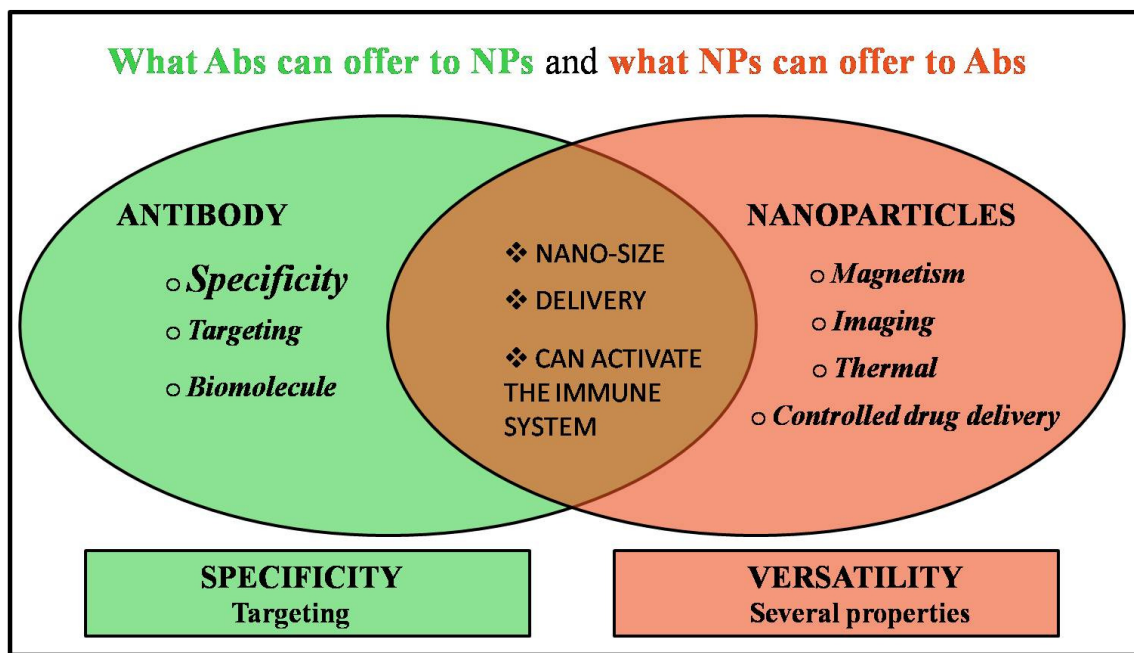 What Abs can offer to NPs and what NPs can offer to Abs
ANTIBODY
o Specificity
o Targeting
o Biomolecule
❖ NANO-SIZE
❖ DELIVERY
❖ CAN ACTIVATE
THE IMMUNE
SYSTEM
NANOPARTICLES
o Magnetism
o Imaging
o Thermal
o Controlled drug delivery
SPECIFICITY
Targeting
VERSATILITY
Several properties